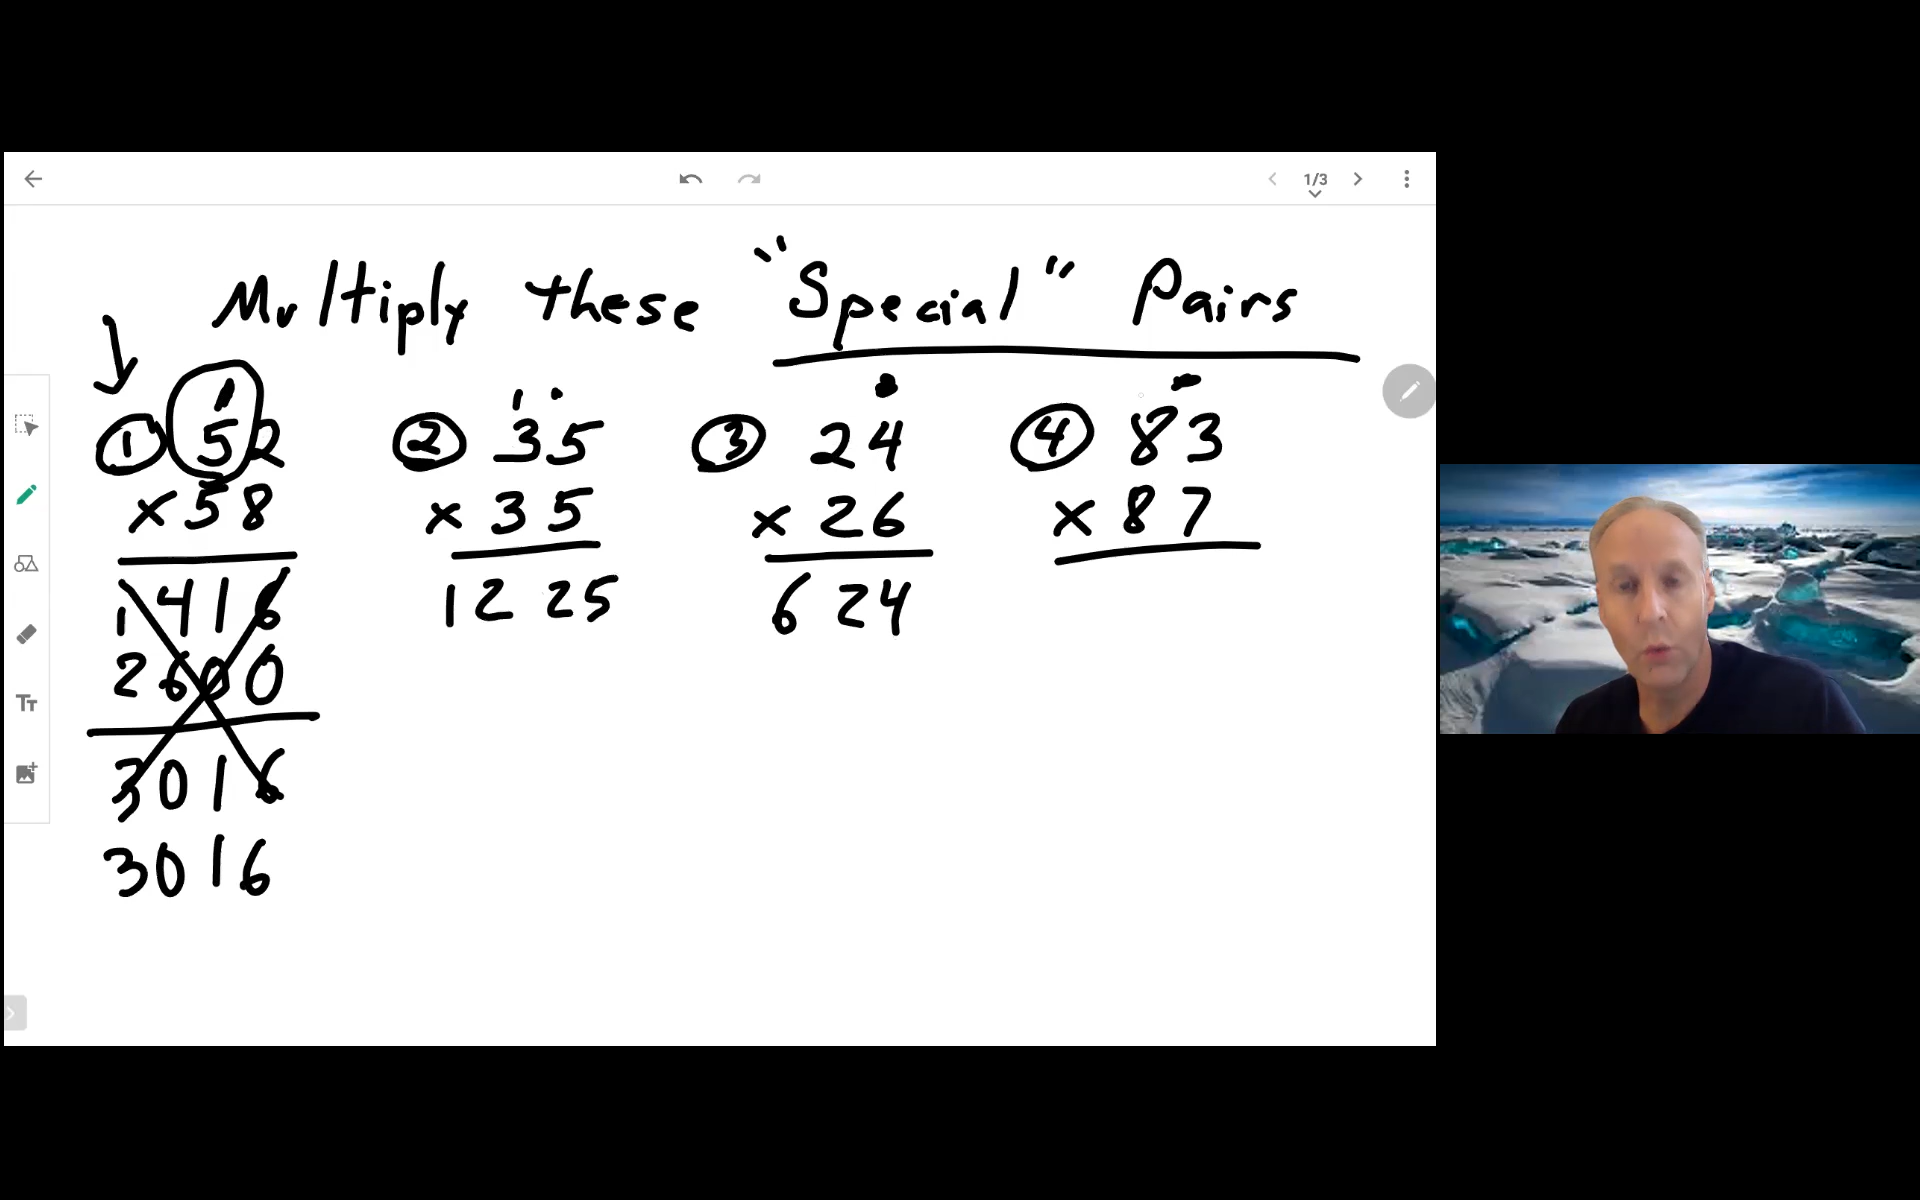 1/3
Multiply these "Special" Pairs
① 52
x 58
1416
2600
3016
3016
② 35
x 35
1225
③ 24
x 26
624
④ 83
x 87
Tt